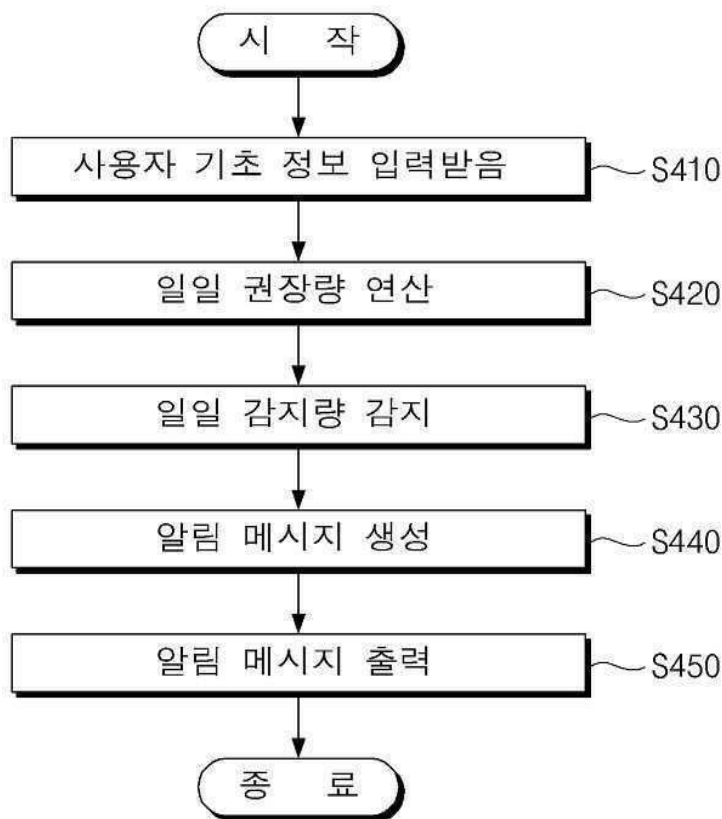 시 작
사용자 기초 정보 입력받음
S410
일일 권장량 연산
S420
일일 감지량 감지
S430
알림 메시지 생성
S440
알림 메시지 출력
S450
종 료